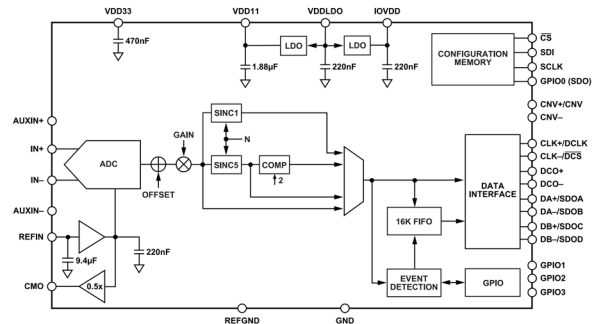 VDD33
VDD11
VDDLDO
IOVDD
470nF
LDO
LDO
1.88µF
220nF
220nF
CONFIGURATION
MEMORY
CS
SDI
SCLK
GPIO0 (SDO)
CNV+/CNV
CNV–
AUXIN+
IN+
IN–
AUXIN–
REFIN
CMO
ADC
OFFSET
GAIN
SINC1
N
SINC5
COMP
2
16K FIFO
DATA
INTERFACE
CLK+/DCLK
CLK–/DCS
DCO+
DCO–
DA+/SDOA
DA–/SDOB
DB+/SDOC
DB–/SDOD
9.4µF
220nF
0.5x
EVENT
DETECTION
GPIO
GPIO1
GPIO2
GPIO3
REFGND
GND